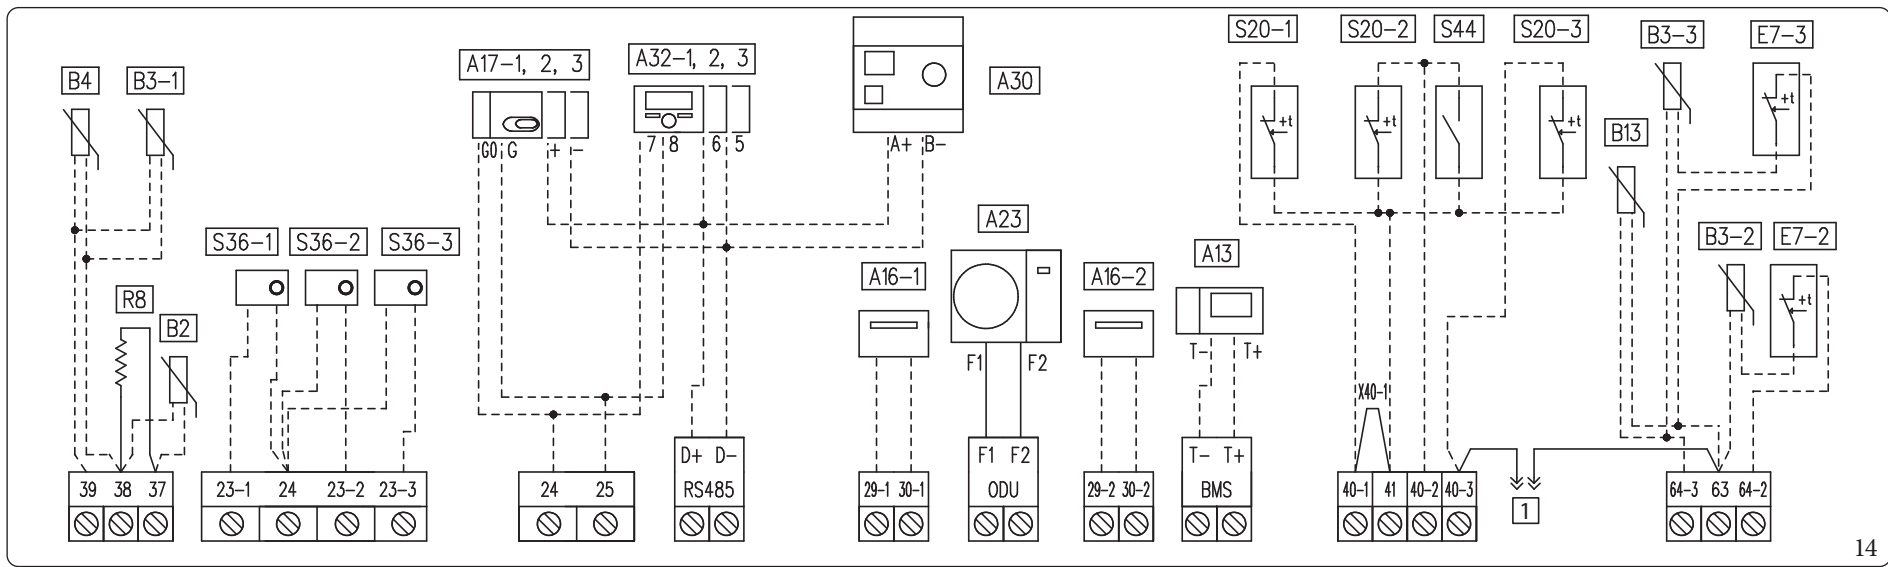 B4
B3-1
A17-1, 2, 3
A32-1, 2, 3
A30
S20-1
S20-2
S44
S20-3
B3-3
E7-3
+t
+t
+t
+t
B13
G0 G + -
7 8 6 5
A+ B-
S36-1
S36-2
S36-3
A23
A13
B3-2
E7-2
A16-1
A16-2
R8
B2
+t
F1 F2
T- T+
X40-1
D+ D-
F1 F2
T- T+
39 38 37
23-1 24 23-2 23-3
24 25
RS485
29-1 30-1
ODU
29-2 30-2
BMS
40-1 41 40-2 40-3
1
64-3 63 64-2
14